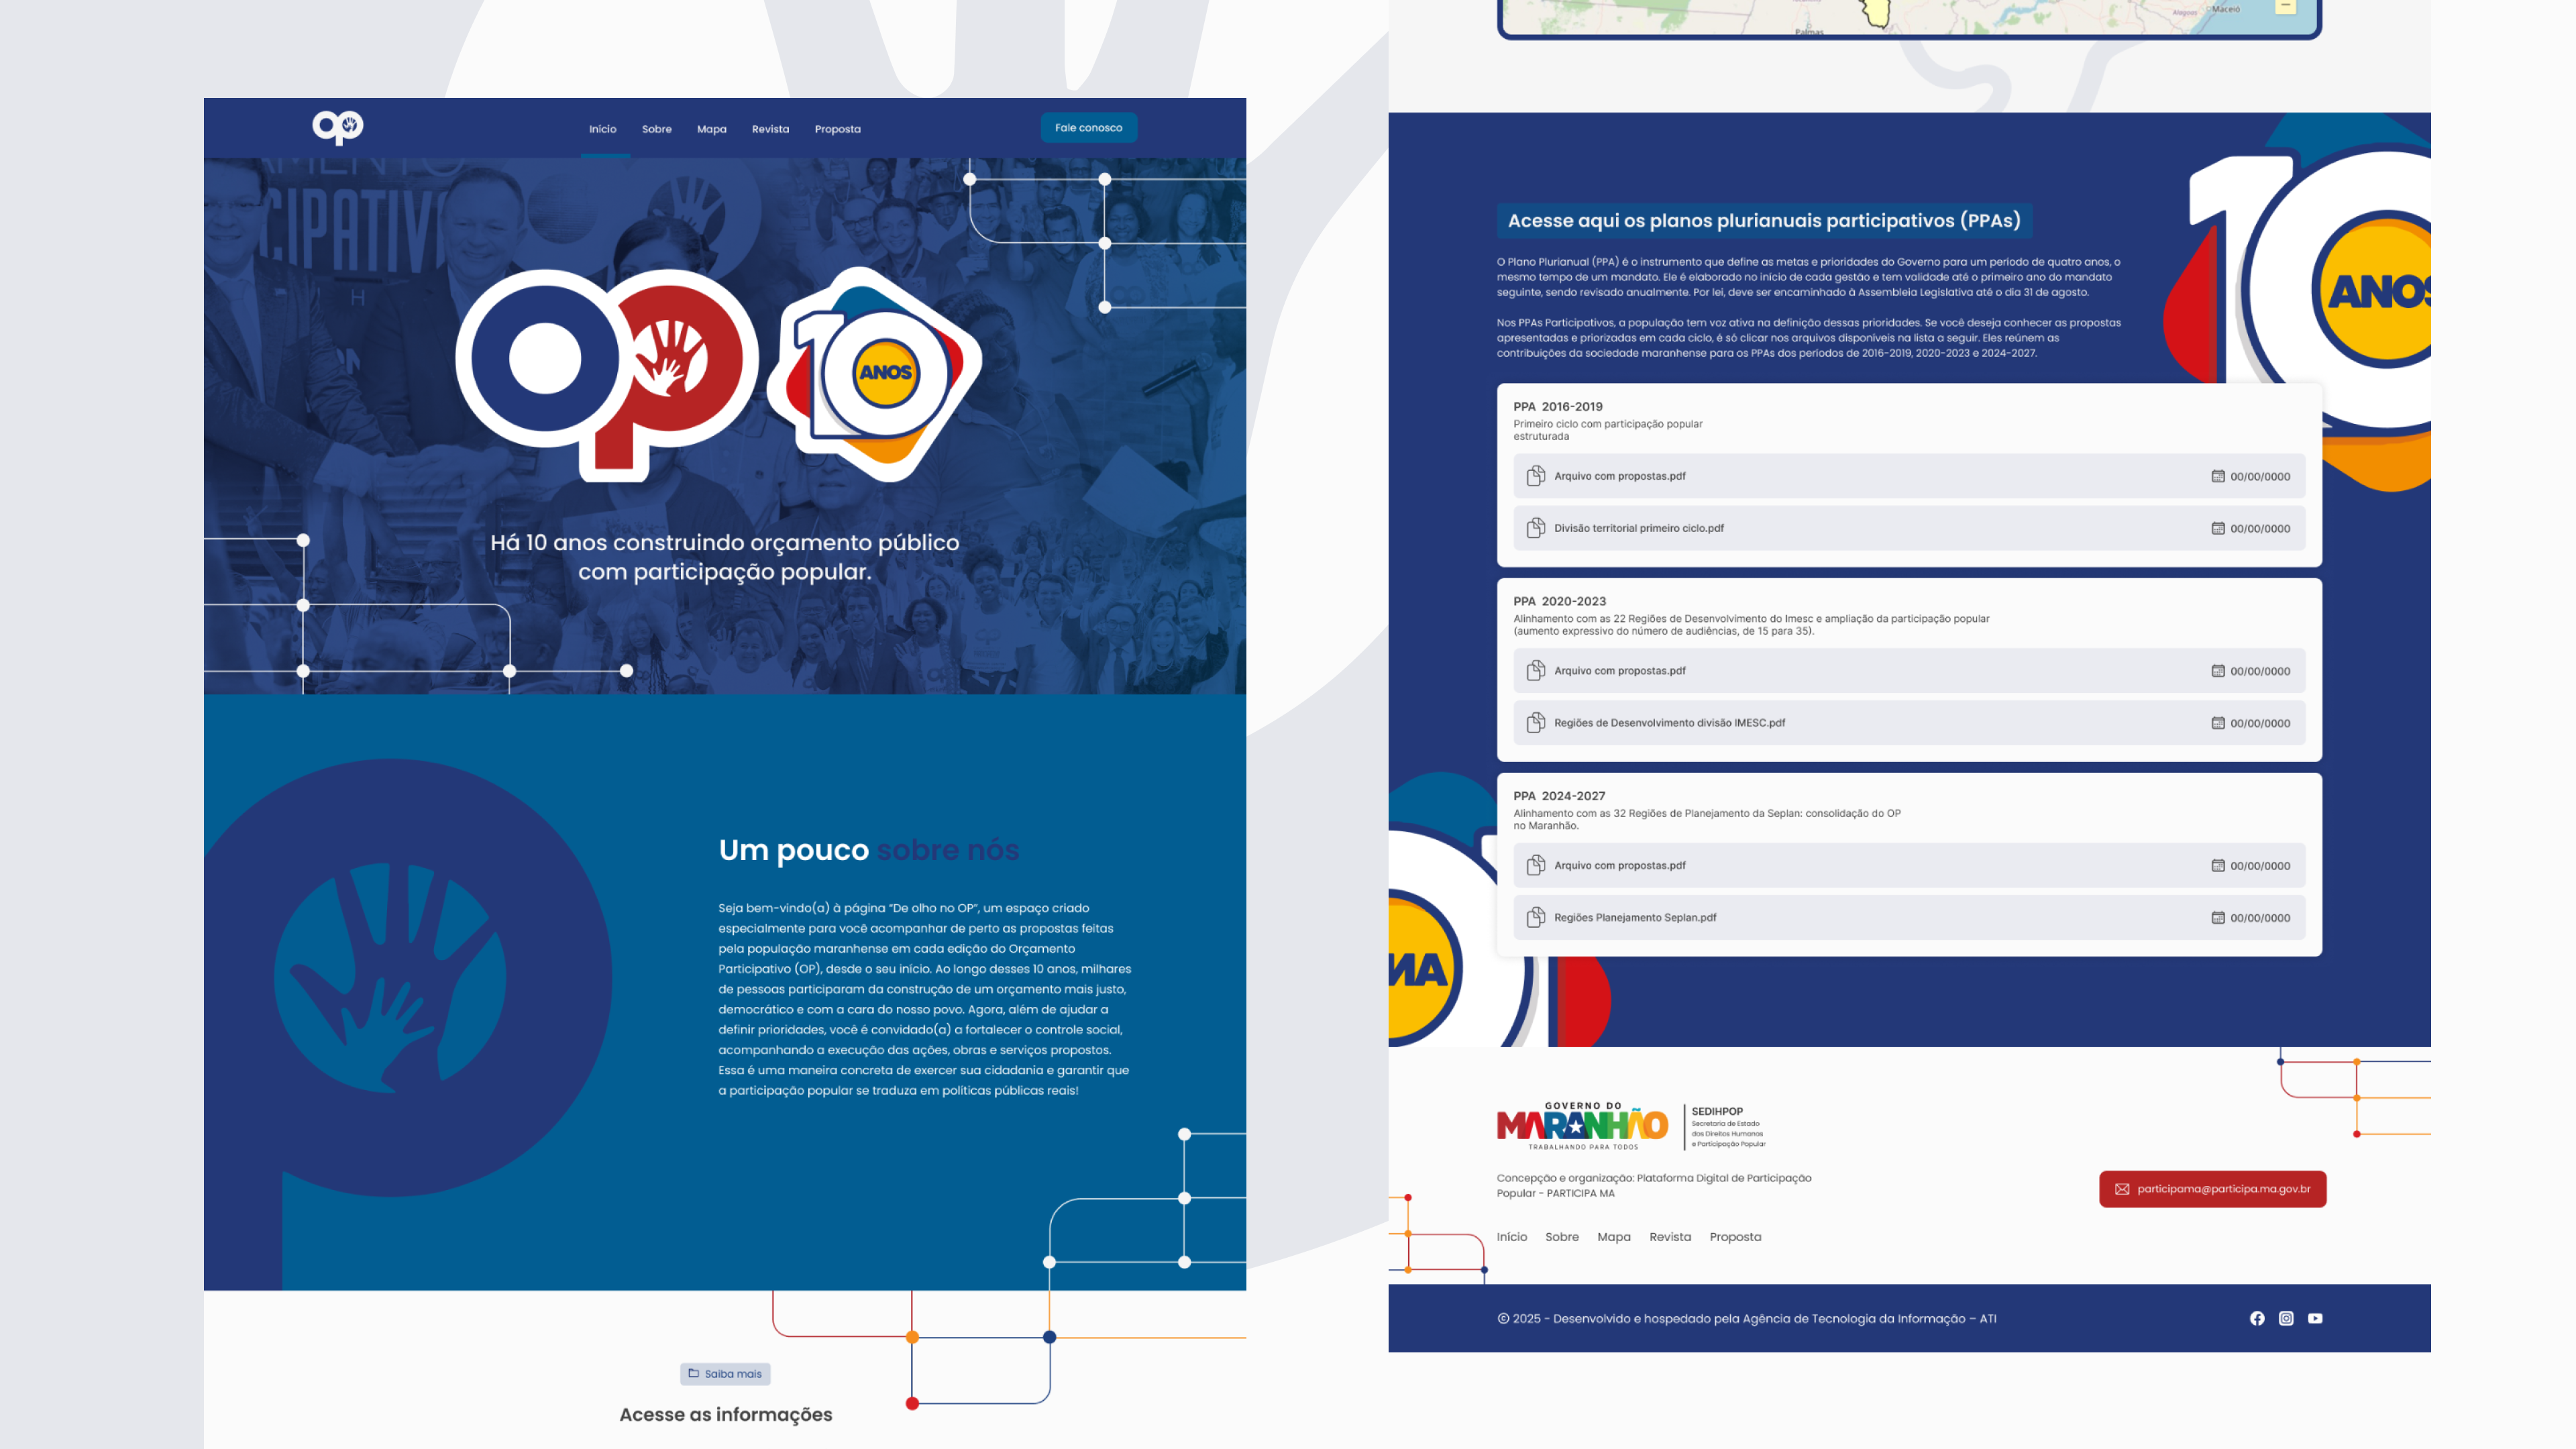 op
Início Sobre Mapa Revista Proposta
Fale conosco
CIPATIV
op 10 ANOS
Há 10 anos construindo orçamento público
com participação popular.
Um pouco sobre nós
Seja bem-vindo(a) à página “De olho no OP”, um espaço criado
especialmente para você acompanhar de perto as propostas feitas
pela população maranhense em cada edição do Orçamento
Participativo (OP), desde o seu início. Ao longo desses 10 anos, milhares
de pessoas participaram da construção de um orçamento mais justo,
democrático e com a cara do nosso povo. Agora, além de ajudar a
definir prioridades, você é convidado(a) a fortalecer o controle social,
acompanhando a execução das ações, obras e serviços propostos.
Essa é uma maneira concreta de exercer sua cidadania e garantir que
a participação popular se traduza em políticas públicas reais!
Saiba mais
Acesse as informações
Palmas
Alagoas
Maceió
10 ANOS
Acesse aqui os planos plurianuais participativos (PPAs)
O Plano Plurianual (PPA) é o instrumento que define as metas e prioridades do Governo para um período de quatro anos, o
mesmo tempo de um mandato. Ele é elaborado no início de cada gestão e tem validade até o primeiro ano do mandato
seguinte, sendo revisado anualmente. Por lei, deve ser encaminhado à Assembleia Legislativa até o dia 31 de agosto.
Nos PPAs Participativos, a população tem voz ativa na definição dessas prioridades. Se você deseja conhecer as propostas
apresentadas e priorizadas em cada ciclo, é só clicar nos arquivos disponíveis na lista a seguir. Eles reúnem as
contribuições da sociedade maranhense para os PPAs dos períodos de 2016-2019, 2020-2023 e 2024-2027.
PPA 2016-2019
Primeiro ciclo com participação popular
estruturada
Arquivo com propostas.pdf 00/00/0000
Divisão territorial primeiro ciclo.pdf 00/00/0000
PPA 2020-2023
Alinhamento com as 22 Regiões de Desenvolvimento do Imesc e ampliação da participação popular
(aumento expressivo do número de audiências, de 15 para 35).
Arquivo com propostas.pdf 00/00/0000
Regiões de Desenvolvimento divisão IMESC.pdf 00/00/0000
PPA 2024-2027
Alinhamento com as 32 Regiões de Planejamento da Seplan: consolidação do OP
no Maranhão.
Arquivo com propostas.pdf 00/00/0000
Regiões Planejamento Seplan.pdf 00/00/0000
GOVERNO DO
MARANHÃO
TRABALHANDO PARA TODOS
SEDIHPOP
Secretaria de Estado
dos Direitos Humanos
e Participação Popular
Concepção e organização: Plataforma Digital de Participação
Popular - PARTICIPA MA
participama@participa.ma.gov.br
Início Sobre Mapa Revista Proposta
© 2025 - Desenvolvido e hospedado pela Agência de Tecnologia da Informação – ATI